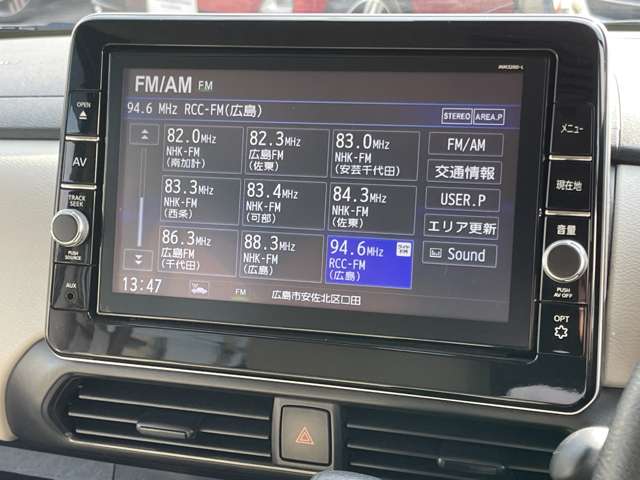 MM320D-L
FM/AM FM
94.6 MHz RCC-FM(広島)
STEREO AREA.P
82.0MHz
NHK-FM
(南加計)
82.3MHz
広島FM
(佐東)
83.0MHz
NHK-FM
(安芸千代田)
83.3MHz
NHK-FM
(西条)
83.4MHz
NHK-FM
(可部)
84.3MHz
NHK-FM
(佐東)
86.3MHz
広島FM
(千代田)
88.3MHz
NHK-FM
(広島)
94.6MHz
ワイド
FM
RCC-FM
(広島)
FM/AM
交通情報
USER.P
エリア更新
Sound
13:47
FM
広島市安佐北区口田
OPEN
AV
TRACK
SEEK
PUSH
SOURCE
AUX
メニュー
現在地
音量
PUSH
AV OFF
OPT